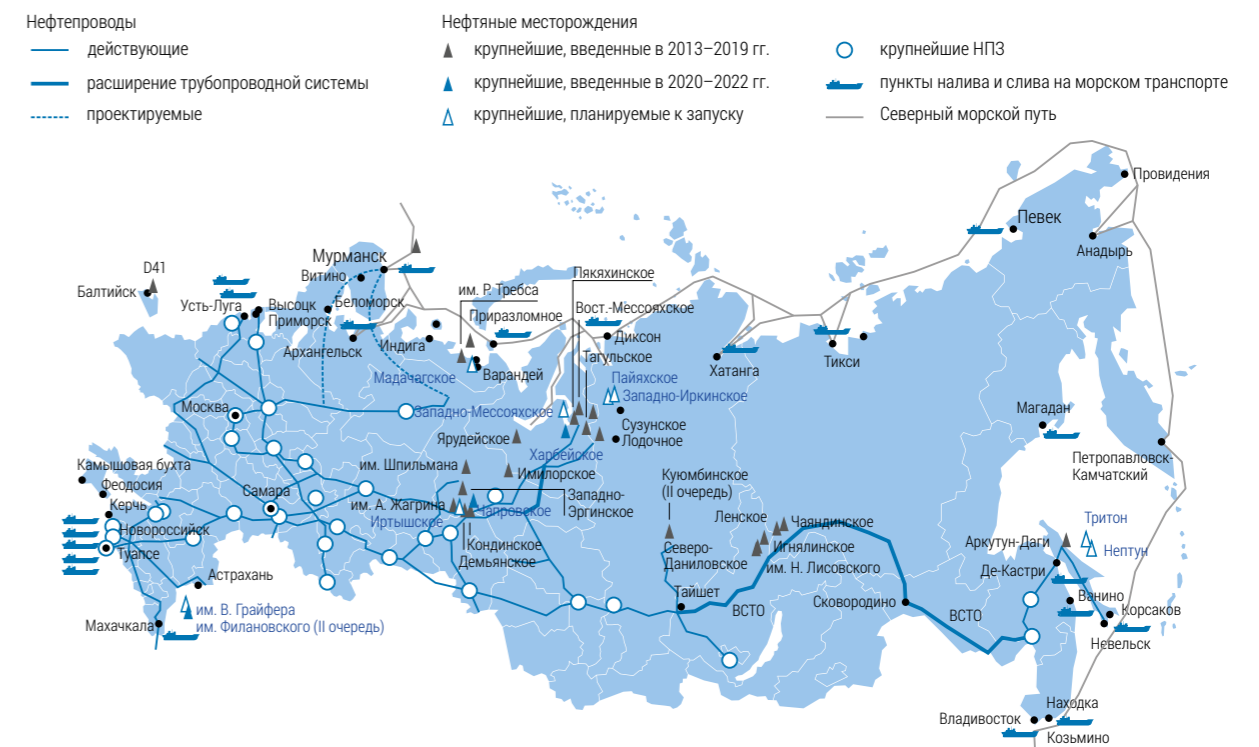 Нефтепроводы
действующие
расширение трубопроводной системы
проектируемые
Нефтяные месторождения
крупнейшие, введенные в 2013–2019 гг.
крупнейшие, введенные в 2020–2022 гг.
крупнейшие, планируемые к запуску
крупнейшие НПЗ
пункты налива и слива на морском транспорте
Северный морской путь
Провидения
Певек
Анадырь
Мурманск
Витино
D41
Балтийск
Усть-Луга
Высоцк
Приморск
Беломорск
Архангельск
Индига
им. Р. Требса
Приразломное
Варандей
Мадачагское
Пякяхинское
Вост.-Мессояхское
Диксон
Тагульское
Пайяхское
Западно-Иркинское
Западно-Мессояхское
Сузунское
Лодочное
Хатанга
Тикси
Магадан
Петропавловск-
Камчатский
Москва
Ярудейское
Харбейское
им. Шпильмана
Имилорское
Камышовая бухта
Феодосия
Керчь
Новороссийск
Туапсе
Самара
им. А. Жагрина
Иртышское
Чапровское
Западно-
Эргинское
Кондинское
Демьянское
Куюмбинское
(II очередь)
Северо-
Даниловское
Ленское
Чаяндинское
Игнялинское
им. Н. Лисовского
Тайшет
ВСТО
Сковородино
ВСТО
Тритон
Нептун
Аркутун-Даги
Де-Кастри
Ванино
Корсаков
Невельск
Астрахань
им. В. Грайфера
им. Филановского (II очередь)
Махачкала
Находка
Владивосток
Козьмино